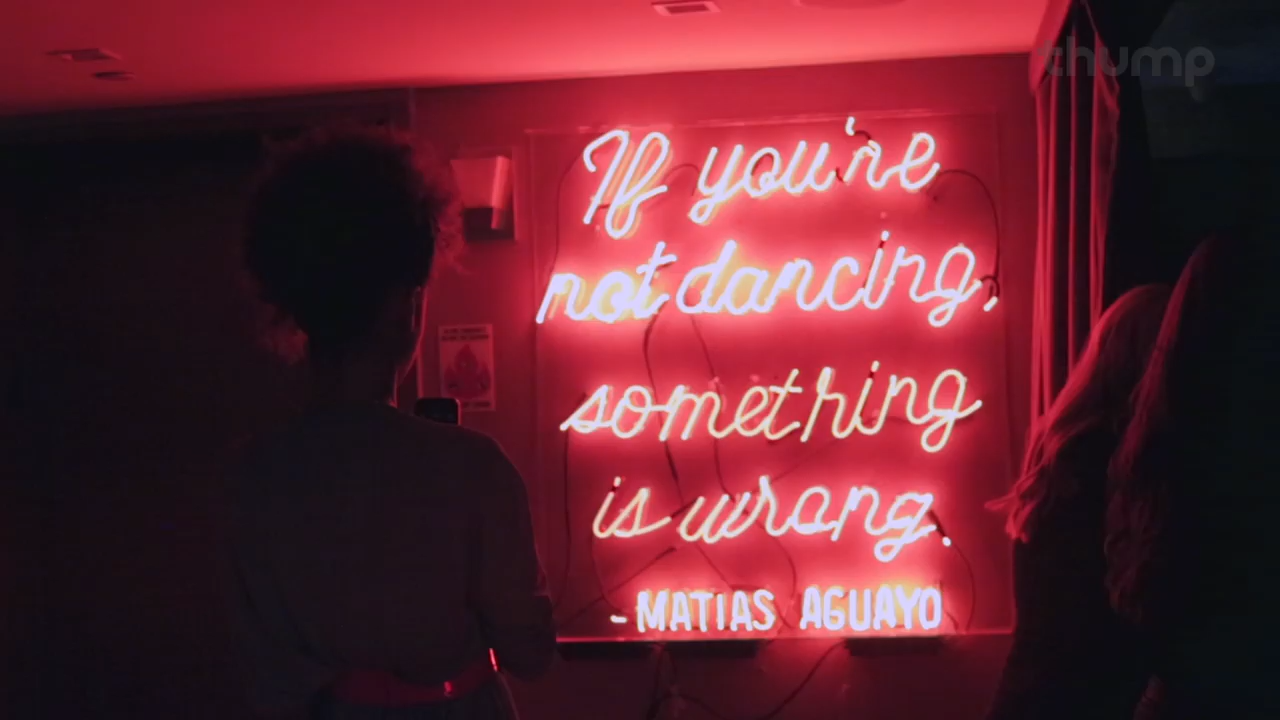 thump
If you're
not dancing,
something
is wrong.
-MATIAS AGUAYO